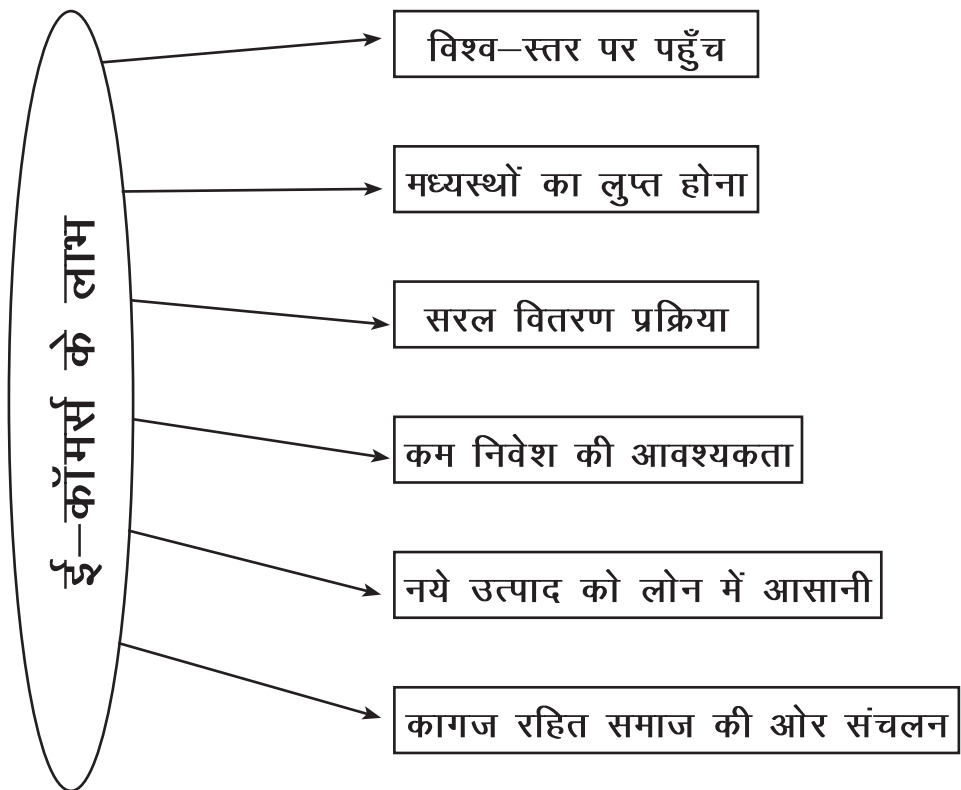 ई–कॉमर्स के लाभ
विश्व–स्तर पर पहुँच
मध्यस्थों का लुप्त होना
सरल वितरण प्रक्रिया
कम निवेश की आवश्यकता
नये उत्पाद को लोन में आसानी
कागज रहित समाज की ओर संचलन